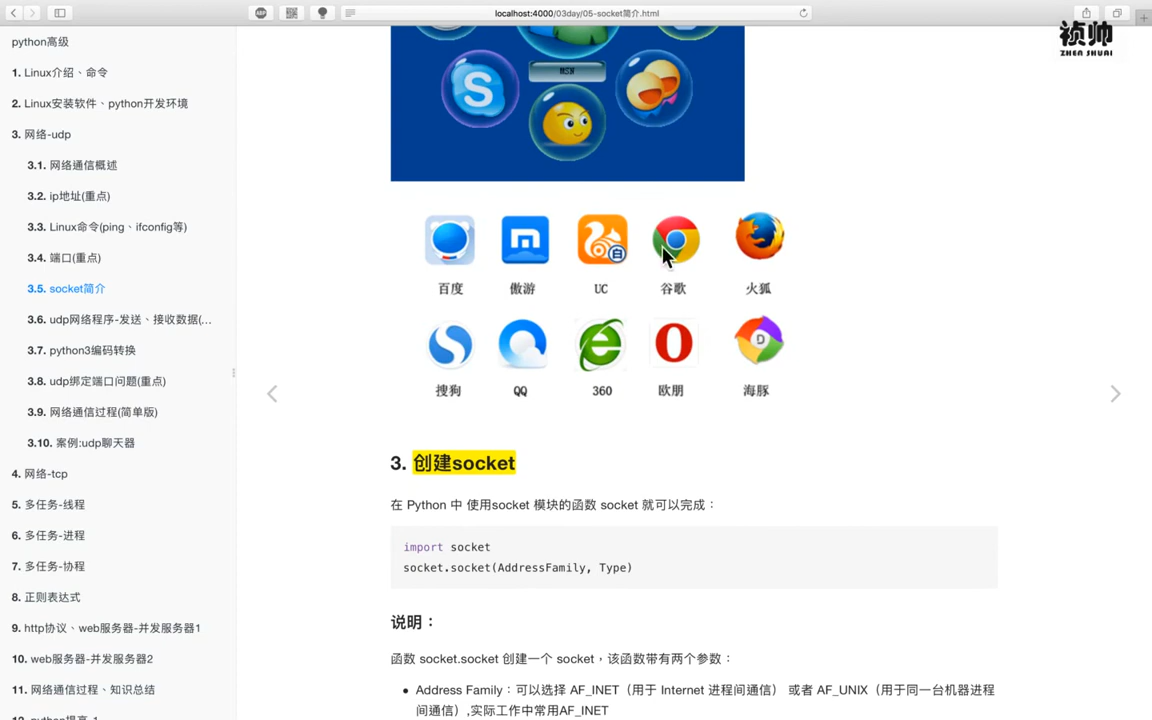 localhost:4000/03day/05-socket简介.html
祯帅
ZHEN SHUAI
python高级
1. Linux介绍、命令
2. Linux安装软件、python开发环境
3. 网络-udp
3.1. 网络通信概述
3.2. ip地址(重点)
3.3. Linux命令(ping、ifconfig等)
3.4. 端口(重点)
3.5. socket简介
3.6. udp网络程序-发送、接收数据(...
3.7. python3编码转换
3.8. udp绑定端口问题(重点)
3.9. 网络通信过程(简单版)
3.10. 案例:udp聊天器
4. 网络-tcp
5. 多任务-线程
6. 多任务-进程
7. 多任务-协程
8. 正则表达式
9. http协议、web服务器-并发服务器1
10. web服务器-并发服务器2
11. 网络通信过程、知识总结
12. python提高-1
MSN
百度 傲游 UC 谷歌 火狐
搜狗 QQ 360 欧朋 海豚
3. 创建socket
在 Python 中 使用socket 模块的函数 socket 就可以完成：
import socket
socket.socket(AddressFamily, Type)
说明：
函数 socket.socket 创建一个 socket，该函数带有两个参数：
• Address Family：可以选择 AF_INET（用于 Internet 进程间通信） 或者 AF_UNIX（用于同一台机器进程
间通信）,实际工作中常用AF_INET